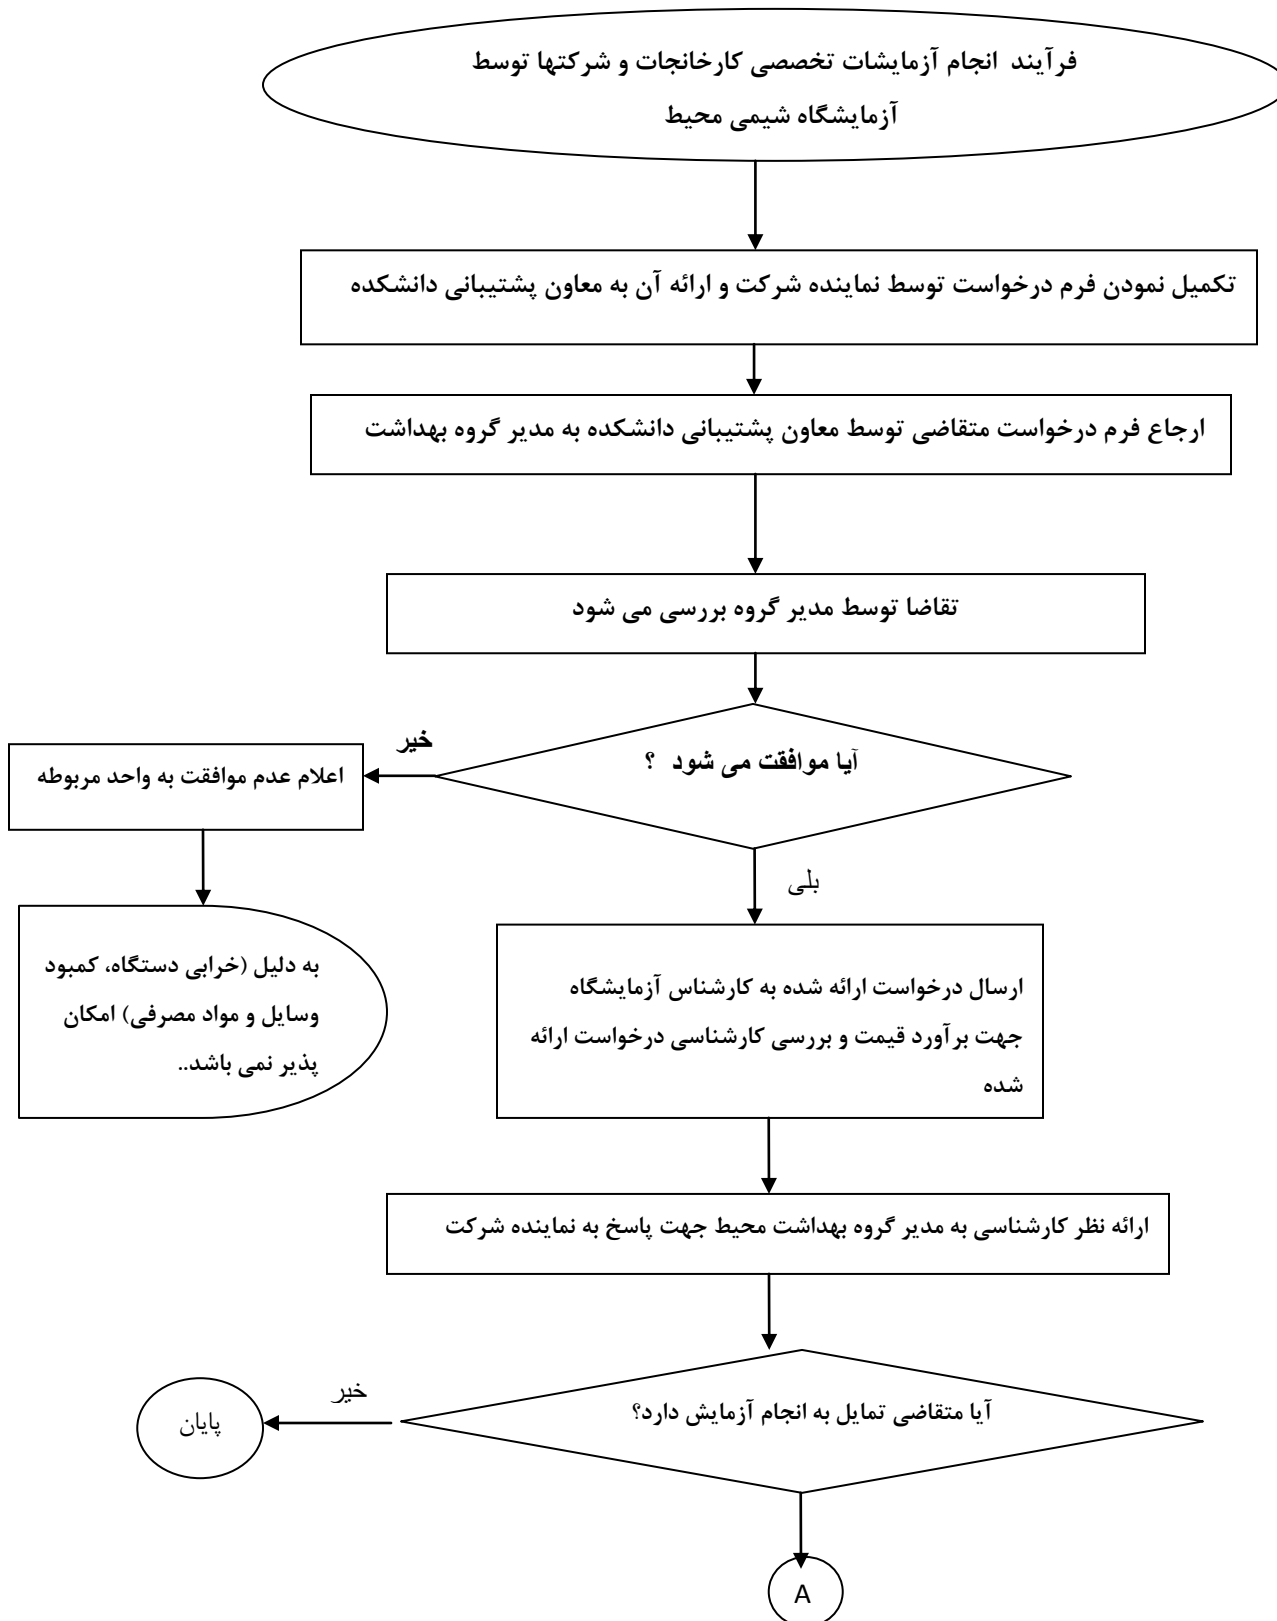 فرآیند انجام آزمایشات تخصصی کارخانجات و شرکتها توسط
آزمایشگاه شیمی محیط
تکمیل نمودن فرم درخواست توسط نماینده شرکت و ارائه آن به معاون پشتیبانی دانشکده
ارجاع فرم درخواست متقاضی توسط معاون پشتیبانی دانشکده به مدیر گروه بهداشت
تقاضا توسط مدیر گروه بررسی می شود
آیا موافقت می شود ؟
خیر
اعلام عدم موافقت به واحد مربوطه
بلی
به دلیل (خرابی دستگاه، کمبود
وسایل و مواد مصرفی) امکان
پذیر نمی باشد..
ارسال درخواست ارائه شده به کارشناس آزمایشگاه
جهت برآورد قیمت و بررسی کارشناسی درخواست ارائه
شده
ارائه نظر کارشناسی به مدیر گروه بهداشت محیط جهت پاسخ به نماینده شرکت
آیا متقاضی تمایل به انجام آزمایش دارد؟
خیر
پایان
A